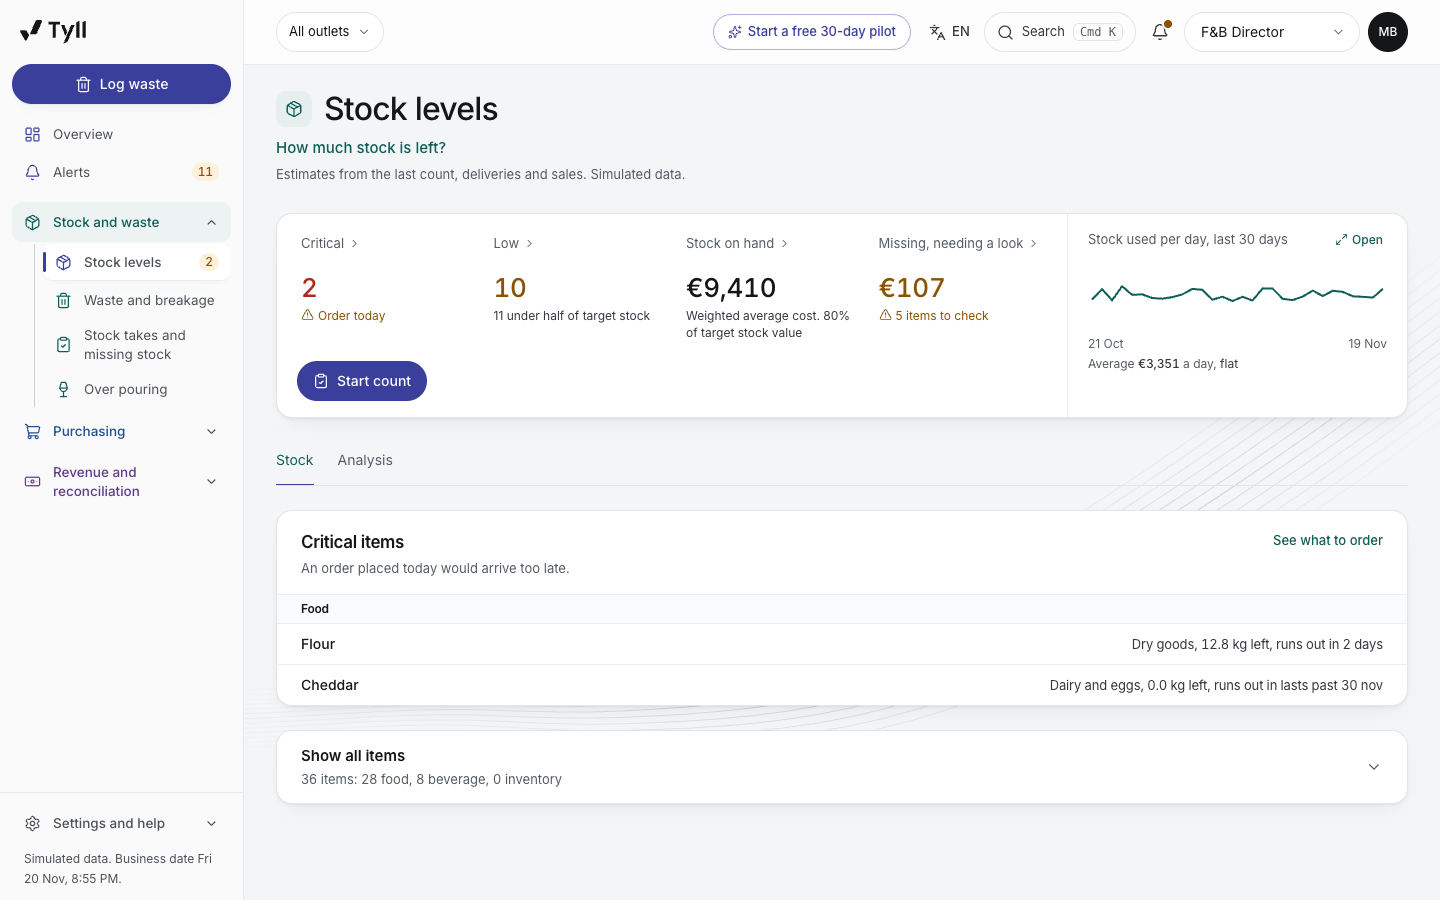 Tyll
Log waste
Overview
Alerts
11
Stock and waste
Stock levels
2
Waste and breakage
Stock takes and
missing stock
Over pouring
Purchasing
Revenue and
reconciliation
Settings and help
Simulated data. Business date Fri
20 Nov, 8:55 PM.
All outlets
Start a free 30-day pilot
EN
Search
Cmd K
F&B Director
MB
Stock levels
How much stock is left?
Estimates from the last count, deliveries and sales. Simulated data.
Critical
2
Order today
Low
10
11 under half of target stock
Stock on hand
€9,410
Weighted average cost. 80%
of target stock value
Missing, needing a look
€107
5 items to check
Start count
Stock used per day, last 30 days
Open
21 Oct
19 Nov
Average €3,351 a day, flat
Stock
Analysis
Critical items
See what to order
An order placed today would arrive too late.
Food
Flour
Dry goods, 12.8 kg left, runs out in 2 days
Cheddar
Dairy and eggs, 0.0 kg left, runs out in lasts past 30 nov
Show all items
36 items: 28 food, 8 beverage, 0 inventory